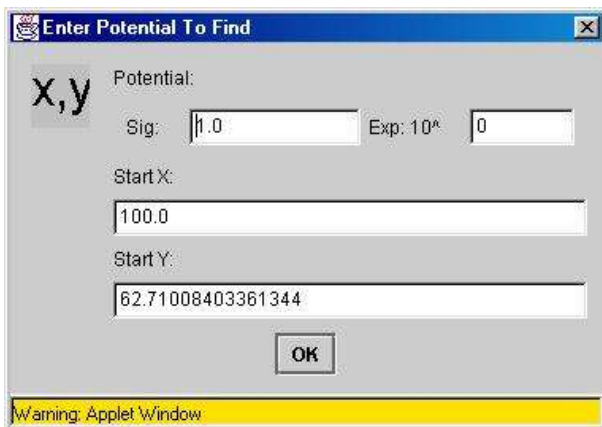 Enter Potential To Find
x,y
Potential:
Sig: 1.0 Exp: 10^ 0
Start X:
100.0
Start Y:
62.71008403361344
OK
Warning: Applet Window